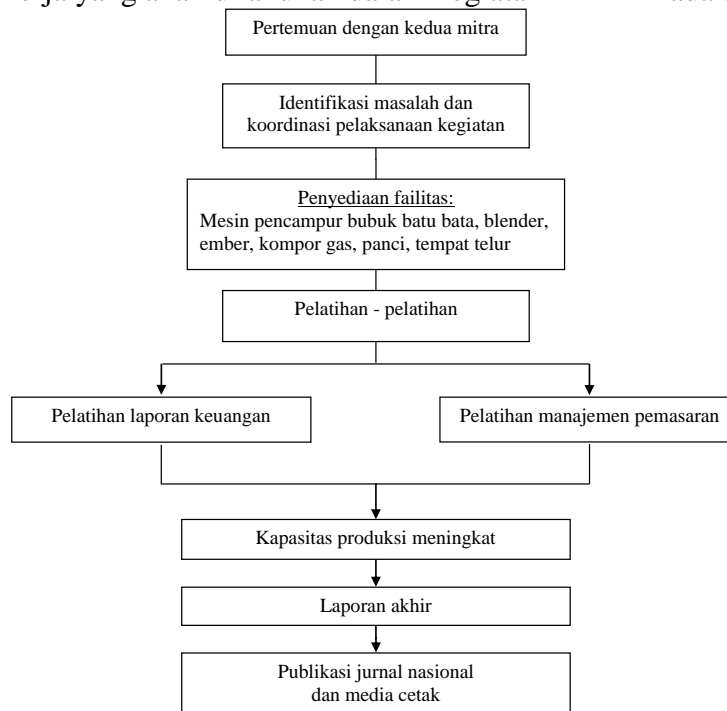 Pertemuan dengan kedua mitra
Identifikasi masalah dan
koordinasi pelaksanaan kegiatan
Penyediaan failitas:
Mesin pencampur bubuk batu bata, blender,
ember, kompor gas, panci, tempat telur
Pelatihan - pelatihan
Pelatihan laporan keuangan
Pelatihan manajemen pemasaran
Kapasitas produksi meningkat
Laporan akhir
Publikasi jurnal nasional
dan media cetak